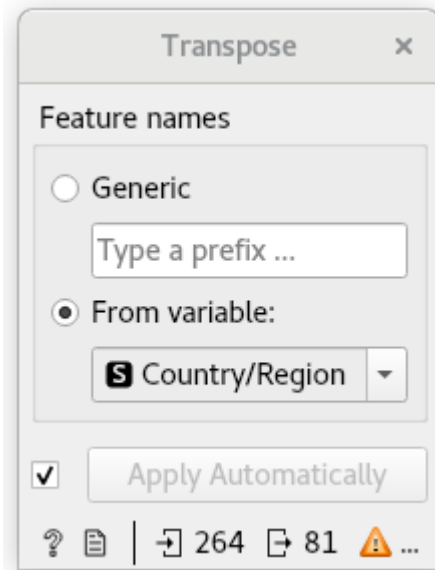 Transpose ×
Feature names
Generic
Type a prefix ...
From variable:
S Country/Region
Apply Automatically
? 264 81 ...